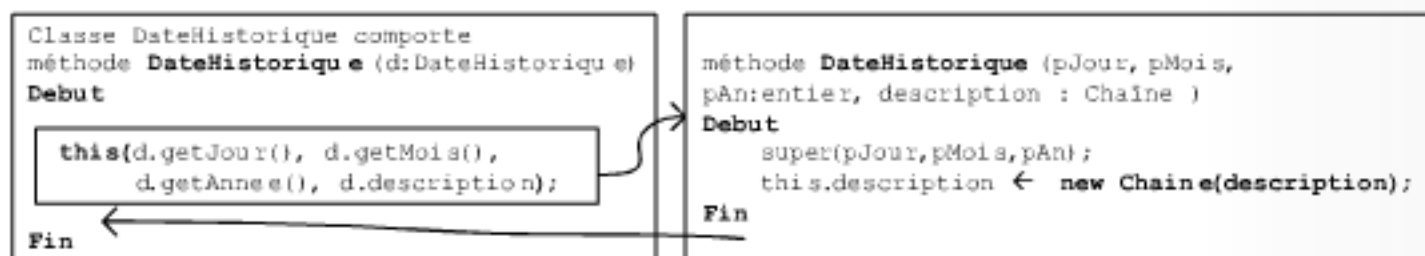 Classe DateHistorique comporte
méthode DateHistorique (d:DateHistorique)
Debut
this(d.getJour(), d.getMois(),
d.getAnnee(), d.description);
Fin
méthode DateHistorique (pJour, pMois,
pAn:entier, description : Chaîne )
Debut
super(pJour,pMois,pAn);
this.description ← new Chaine(description);
Fin